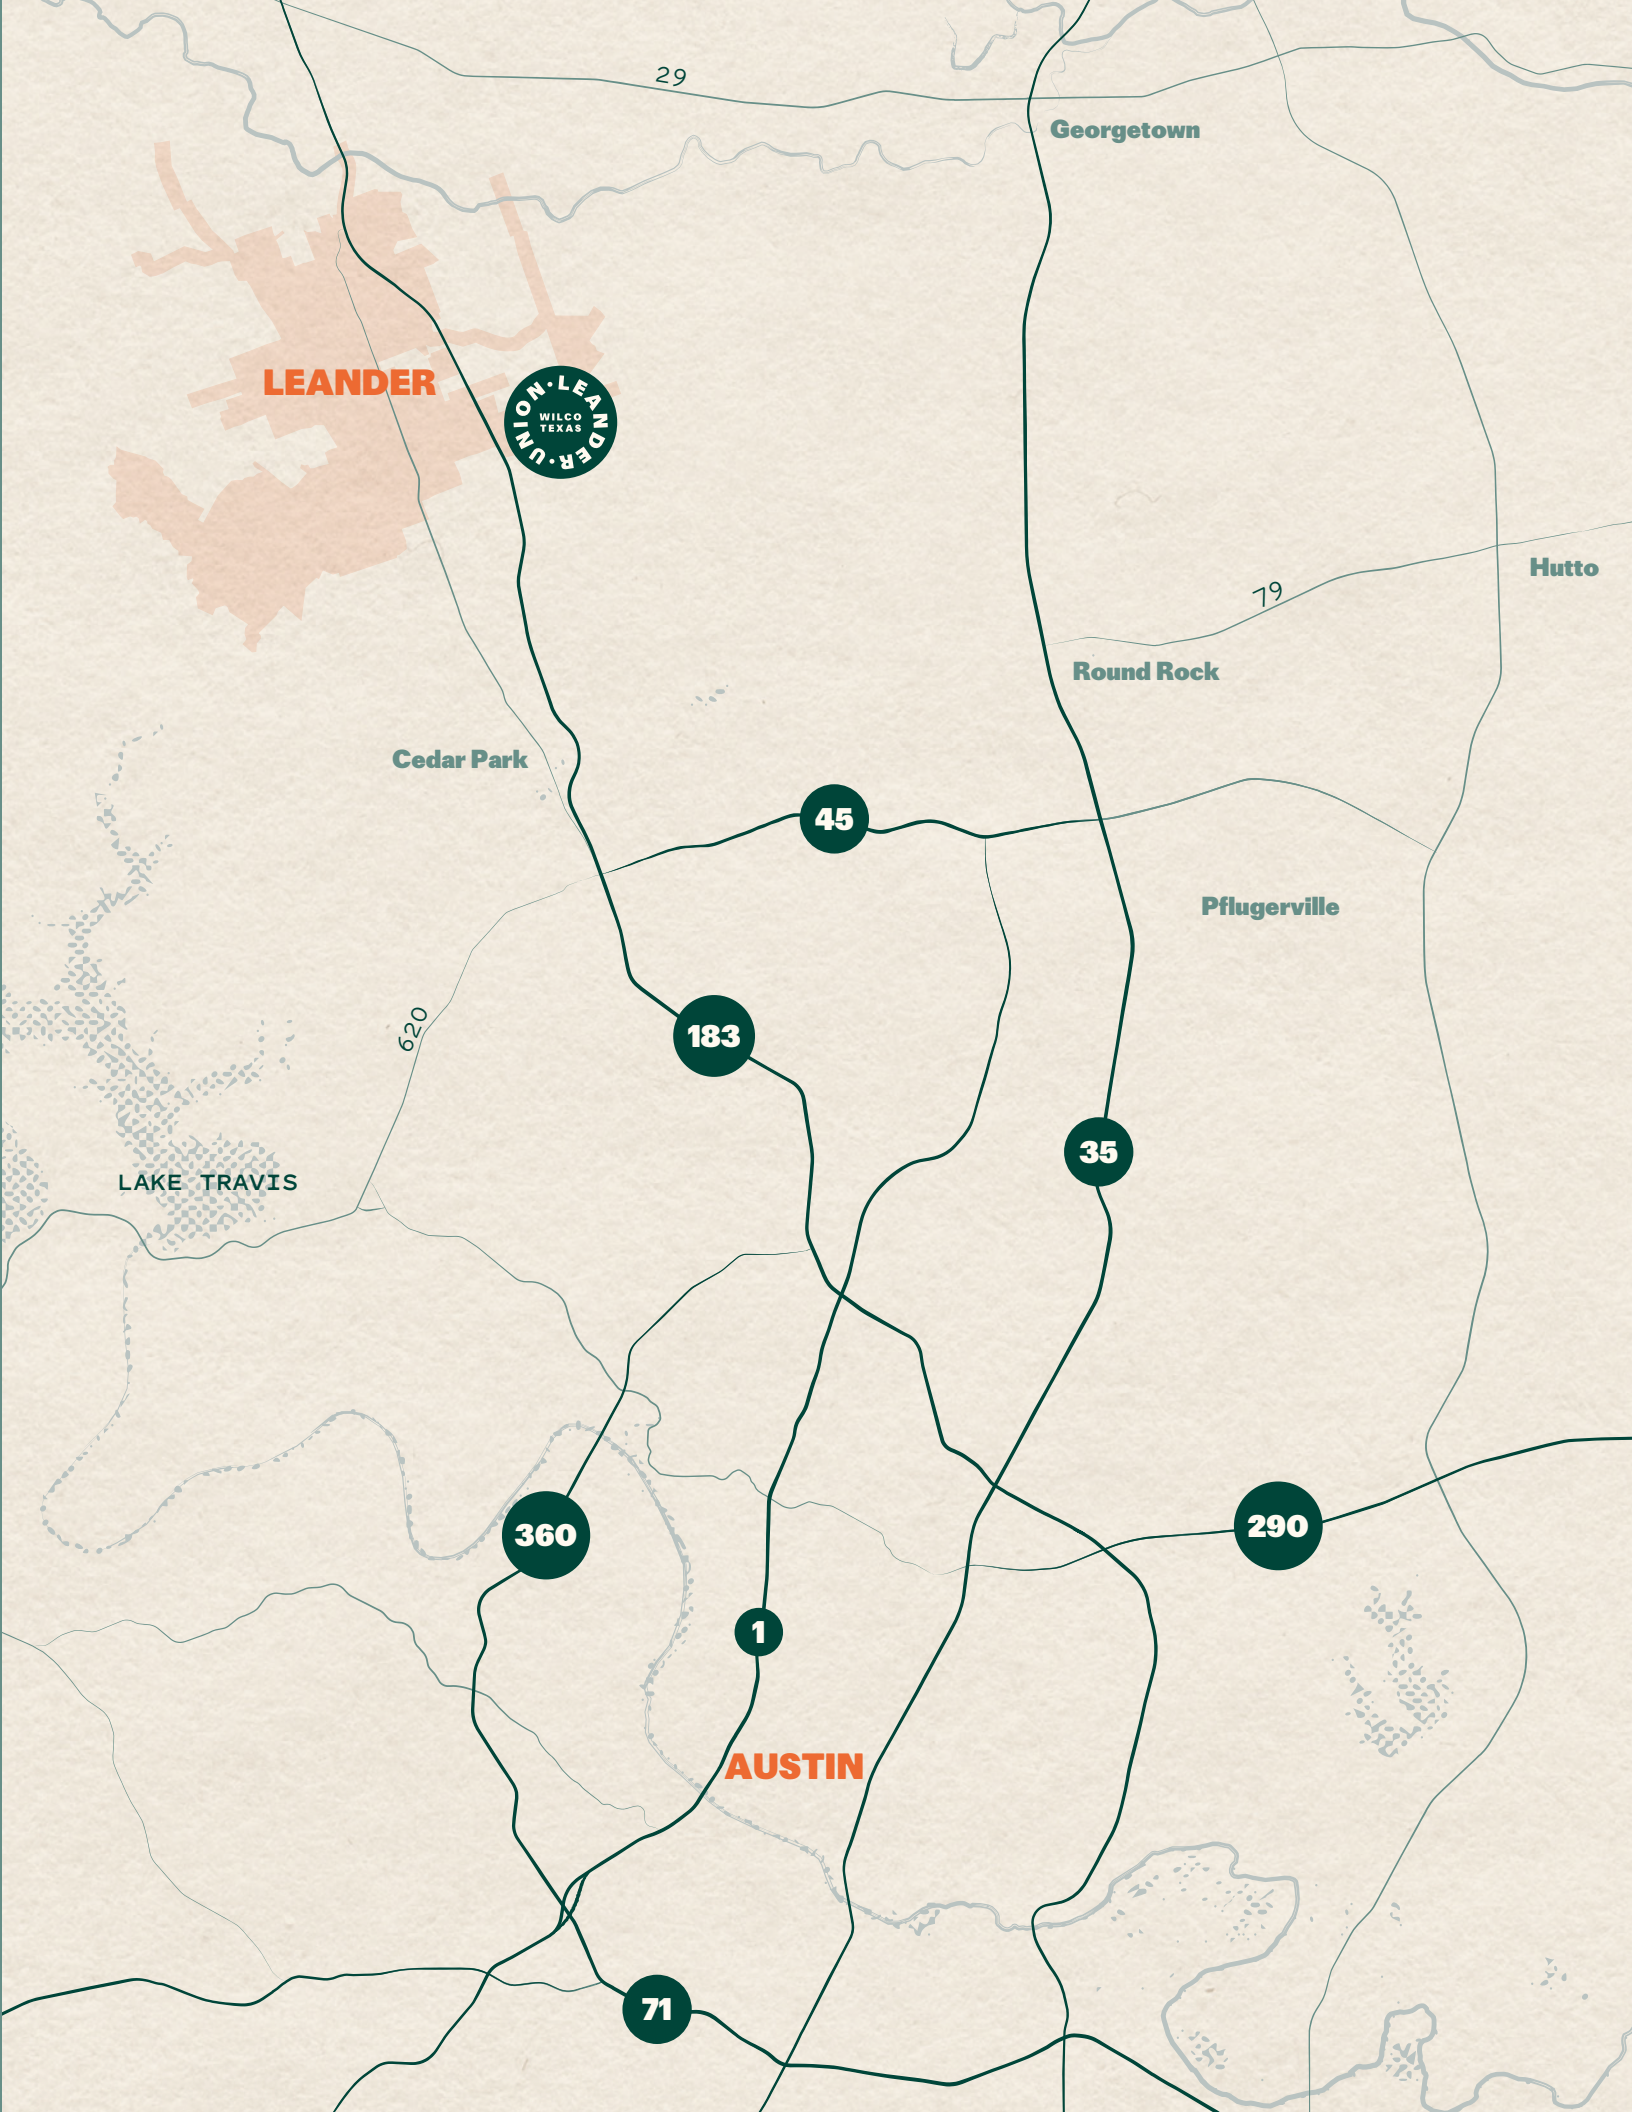 29
Georgetown
LEANDER
LEANDER·UNION·
WILCO
TEXAS
Hutto
79
Round Rock
Cedar Park
45
Pflugerville
620
183
35
LAKE TRAVIS
360
290
1
AUSTIN
71